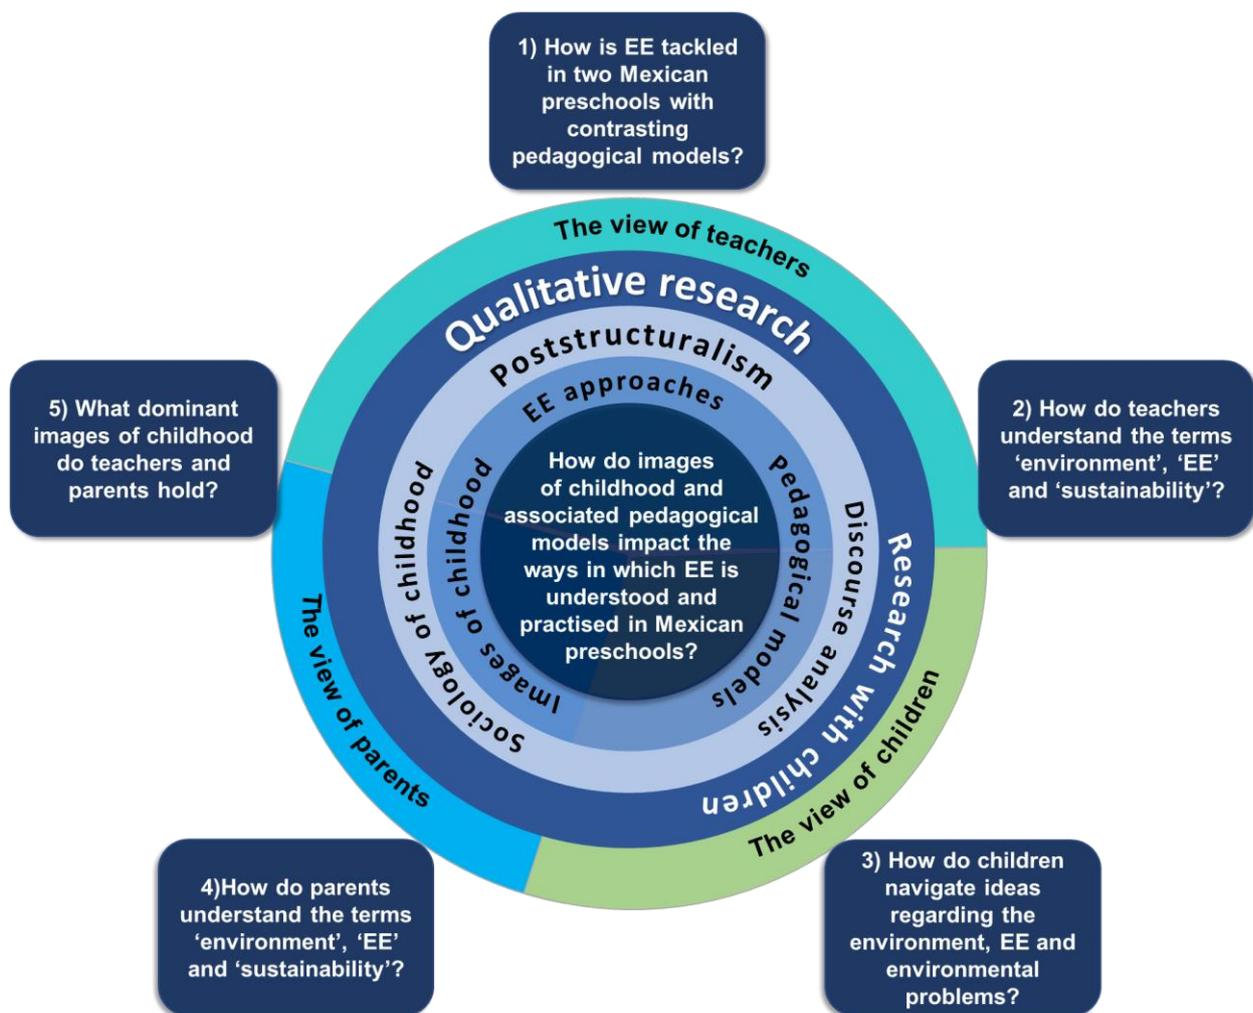 1) How is EE tackled
in two Mexican
preschools with
contrasting
pedagogical models?
The view of teachers
Qualitative research
Poststructuralism
EE approaches
5) What dominant
images of childhood
do teachers and
parents hold?
2) How do teachers
understand the terms
‘environment’, ‘EE’
and ‘sustainability’?
How do images
of childhood and
associated pedagogical
models impact the
ways in which EE is
understood and
practised in Mexican
preschools?
Images of childhood
Pedagogical models
Sociology of childhood
Discourse analysis
Research with children
The view of parents
The view of children
4)How do parents
understand the terms
‘environment’, ‘EE’
and ‘sustainability’?
3) How do children
navigate ideas
regarding the
environment, EE and
environmental
problems?